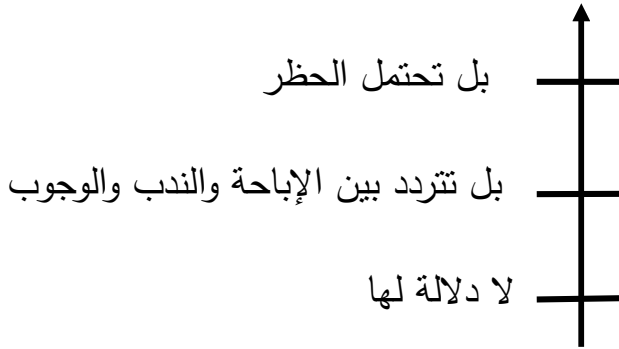 بل تحتمل الحظر
بل تتردد بين الإباحة والندب والوجوب
لا دلالة لها